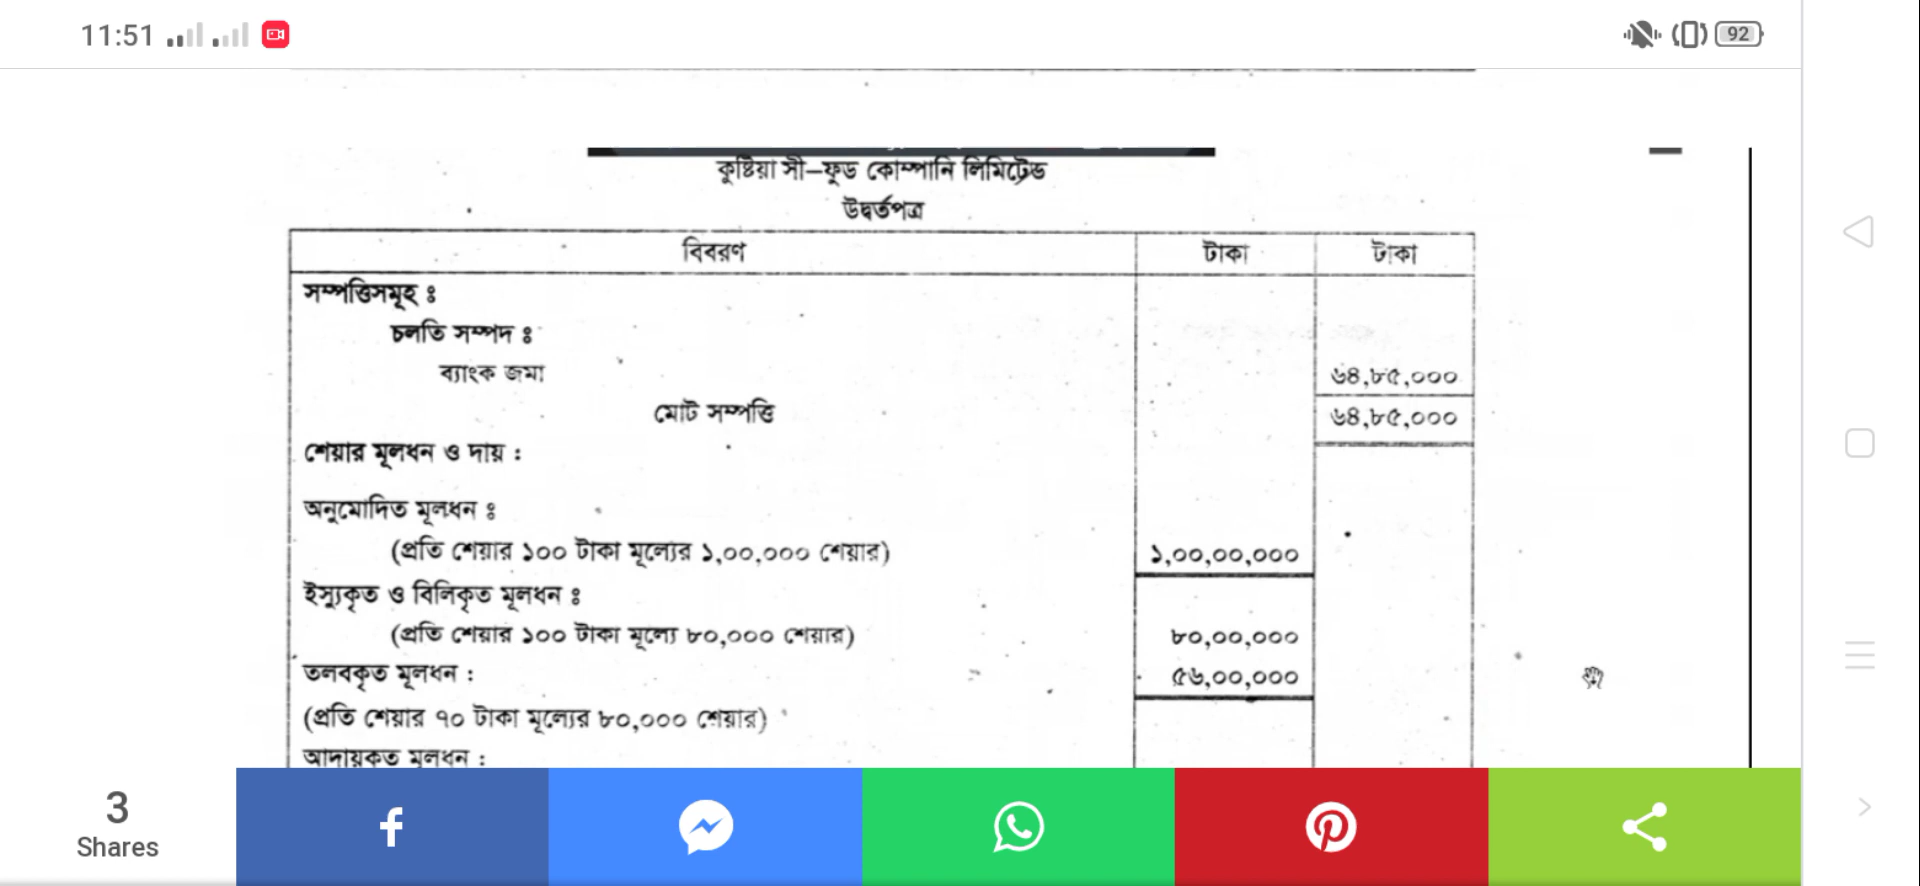 11:51
92
কুষ্টিয়া সী–ফুড কোম্পানি লিমিটেড
উদ্বর্তপত্র
বিবরণ টাকা টাকা
সম্পত্তিসমূহ ঃ
চলতি সম্পদ ঃ
ব্যাংক জমা ৬৪,৮৫,০০০
মোট সম্পত্তি ৬৪,৮৫,০০০
শেয়ার মূলধন ও দায় :
অনুমোদিত মূলধন ঃ
(প্রতি শেয়ার ১০০ টাকা মূল্যের ১,০০,০০০ শেয়ার) ১,০০,০০,০০০
ইস্যুকৃত ও বিলিকৃত মূলধন ঃ
(প্রতি শেয়ার ১০০ টাকা মূল্যে ৮০,০০০ শেয়ার) ৮০,০০,০০০
তলবকৃত মূলধন : ৫৬,০০,০০০
(প্রতি শেয়ার ৭০ টাকা মূল্যের ৮০,০০০ শেয়ার)
আদায়কৃত মূলধন :
3
Shares